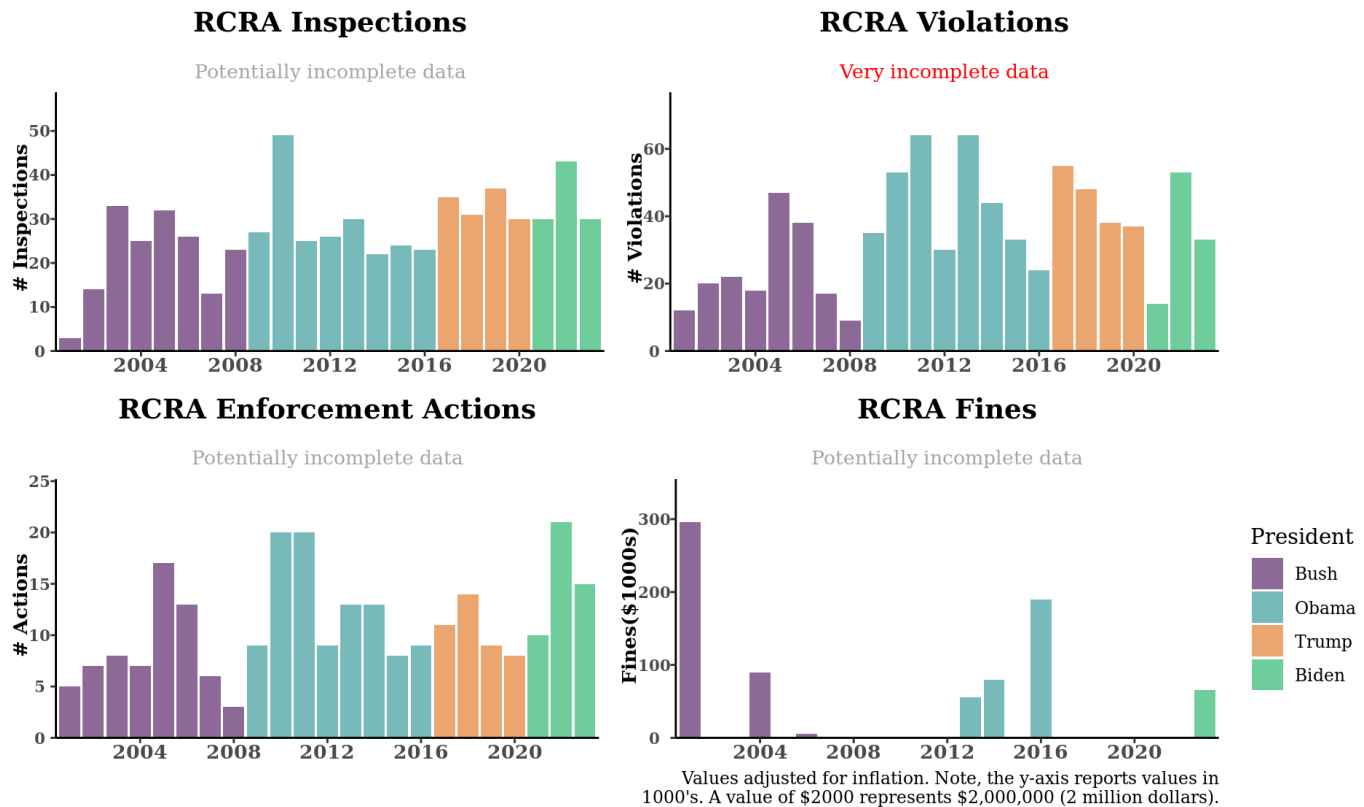 RCRA Inspections
Potentially incomplete data
# Inspections
50
40
30
20
10
0
2004 2008 2012 2016 2020
RCRA Violations
Very incomplete data
# Violations
60
40
20
0
2004 2008 2012 2016 2020
RCRA Enforcement Actions
Potentially incomplete data
# Actions
25
20
15
10
5
0
2004 2008 2012 2016 2020
RCRA Fines
Potentially incomplete data
Fines($1000s)
300
200
100
0
2004 2008 2012 2016 2020
President
Bush
Obama
Trump
Biden
Values adjusted for inflation. Note, the y-axis reports values in
1000's. A value of $2000 represents $2,000,000 (2 million dollars).